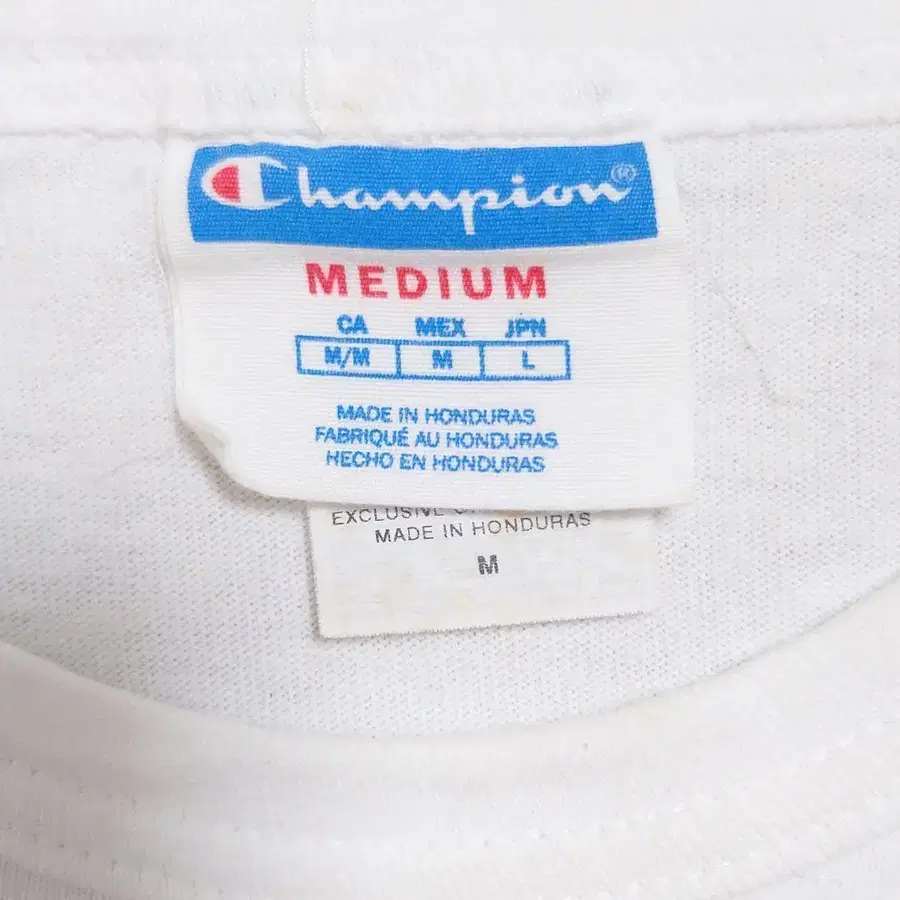 Champion®
MEDIUM
CA MEX JPN
M/M M L
MADE IN HONDURAS
FABRIQUÉ AU HONDURAS
HECHO EN HONDURAS
EXCLUSIVE
MADE IN HONDURAS
M